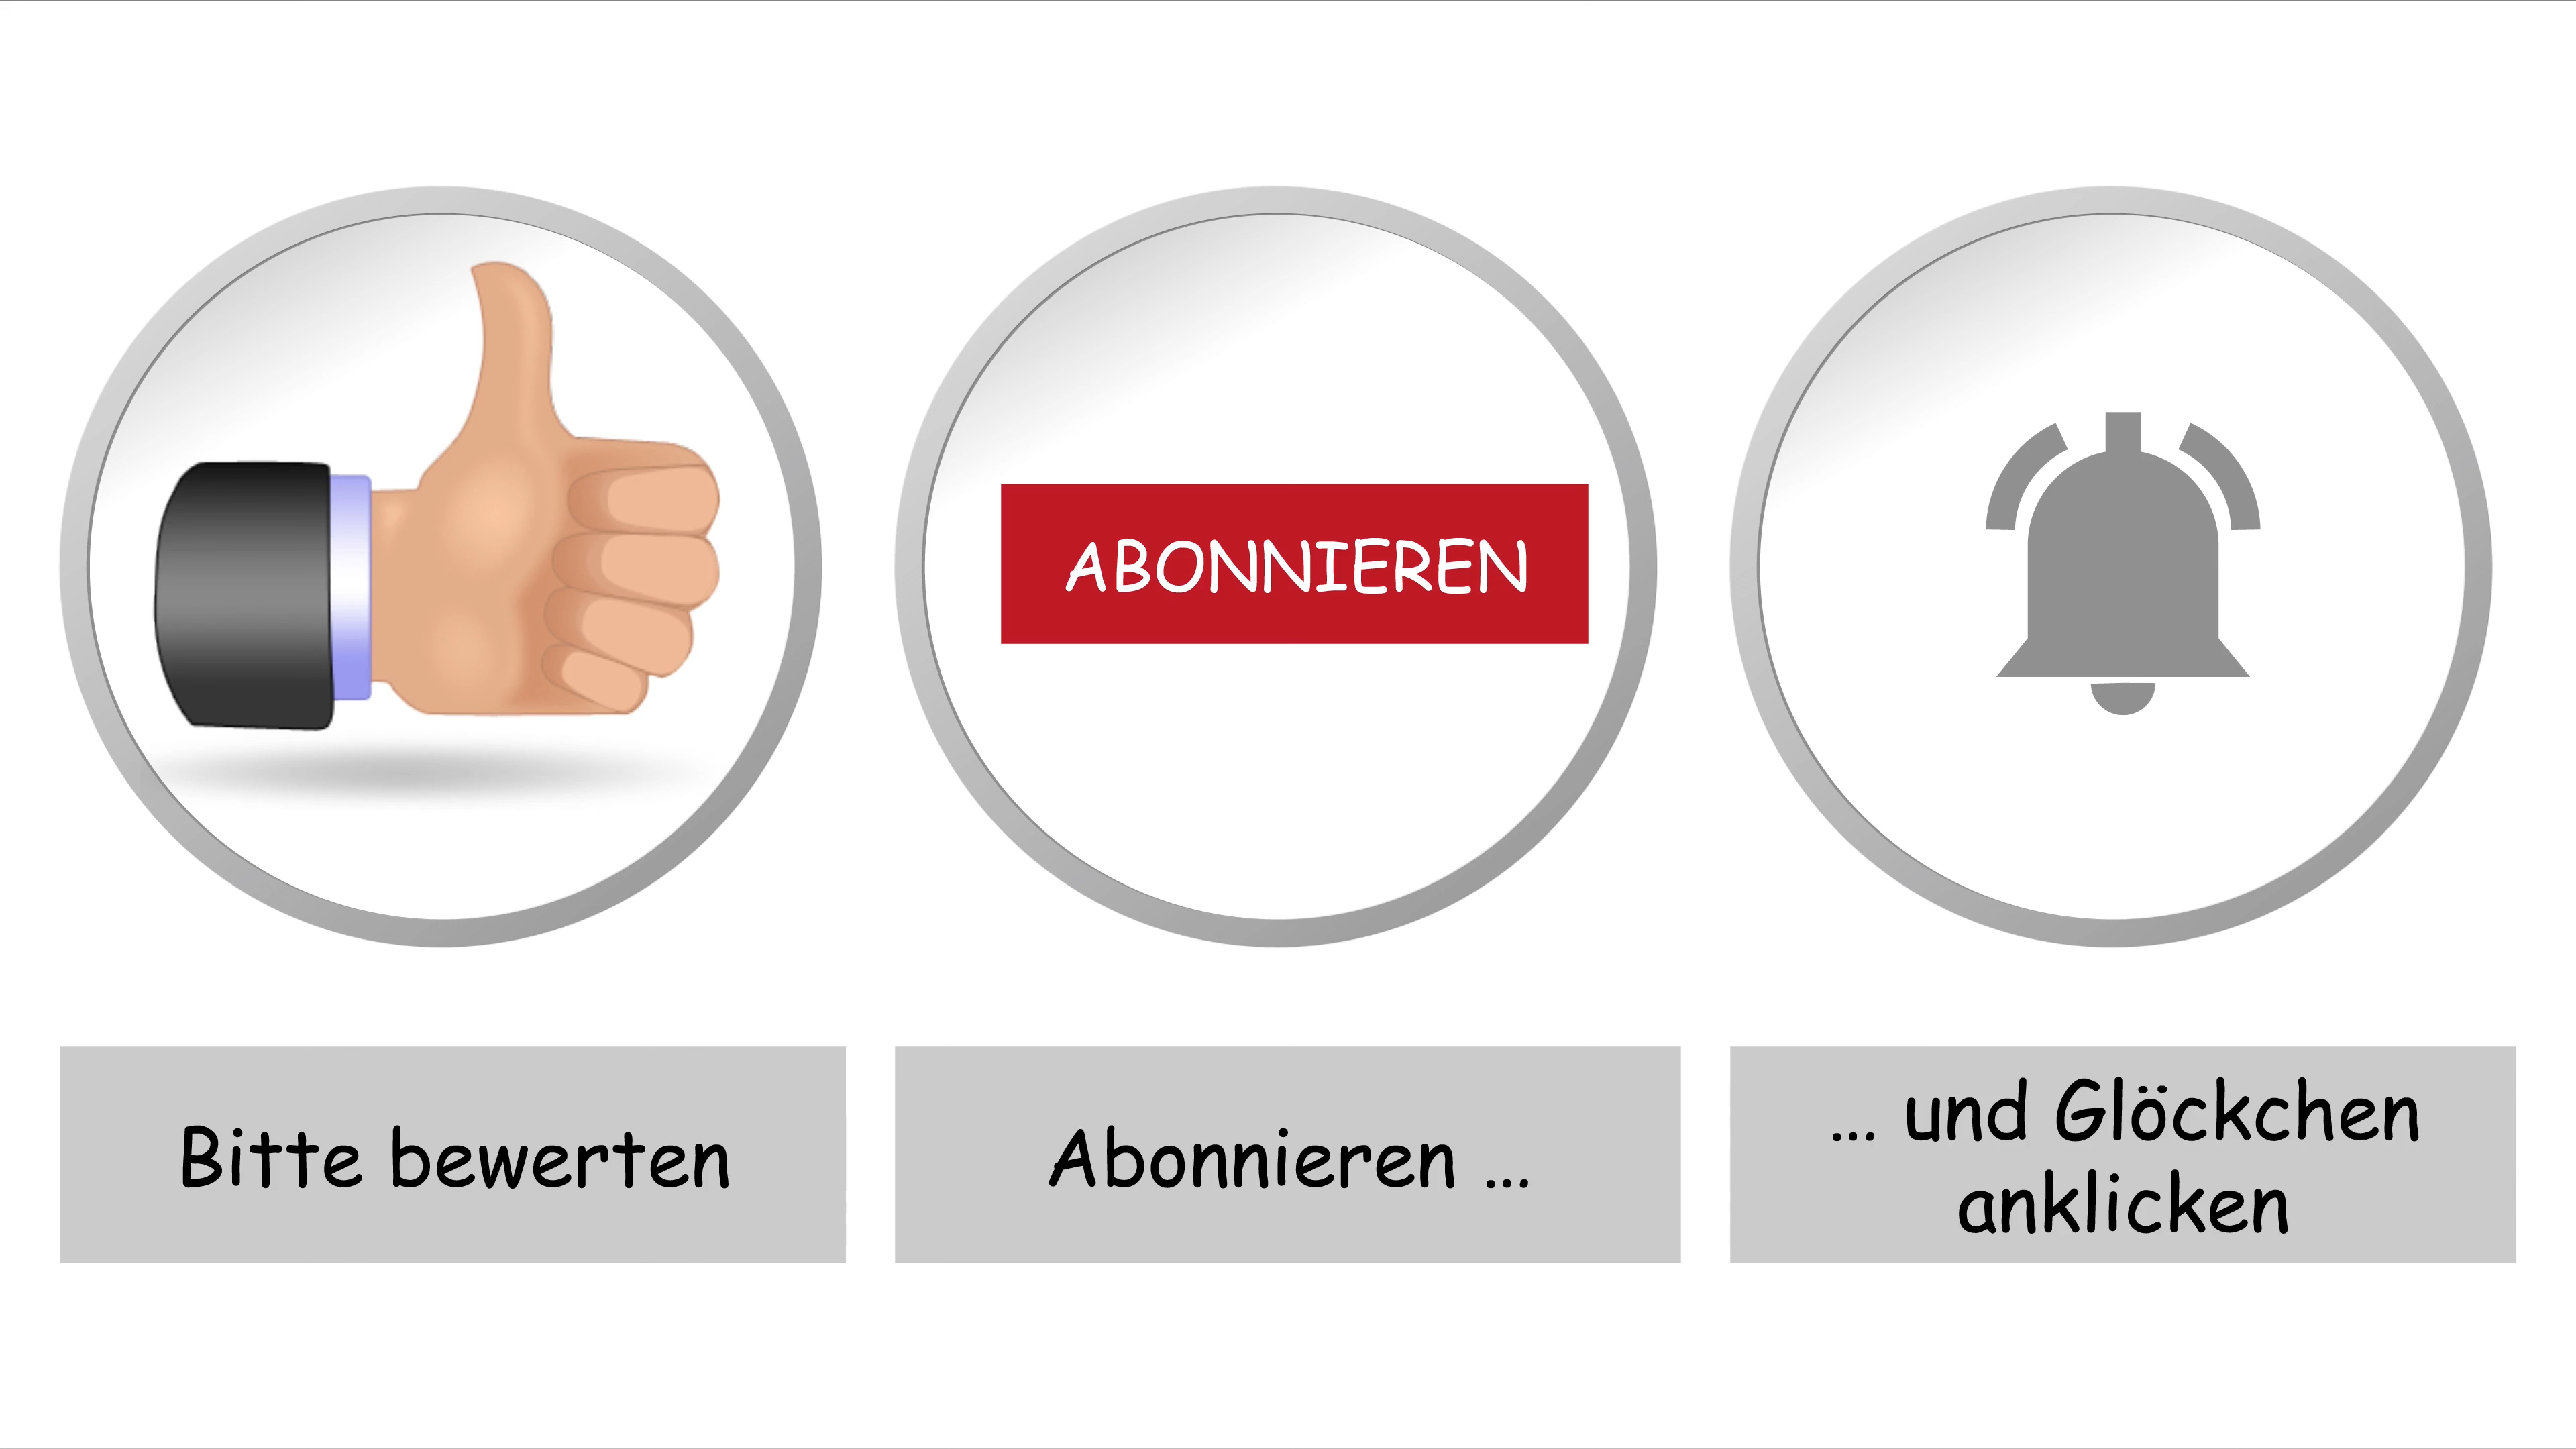 ABONNIEREN
Bitte bewerten
Abonnieren ...
... und Glöckchen
anklicken